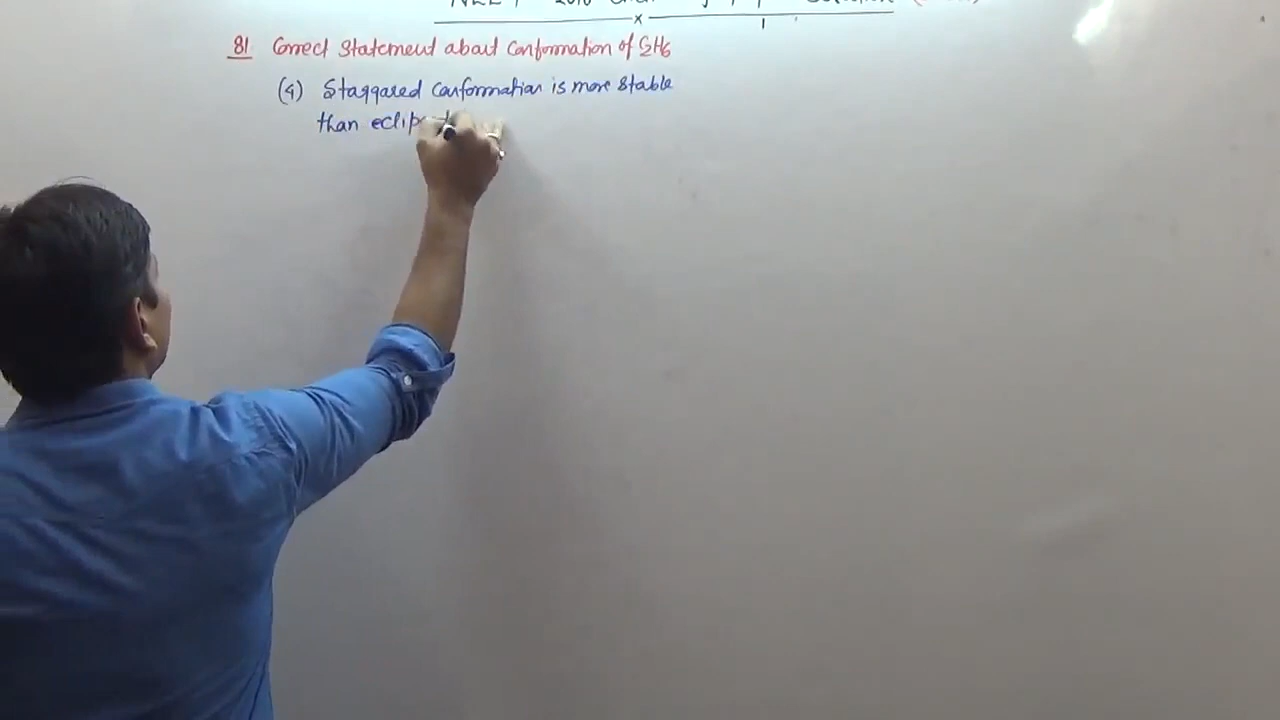 81 Correct Statement about Conformation of C2H6
(4) Staggared Conformation is more stable
than eclip